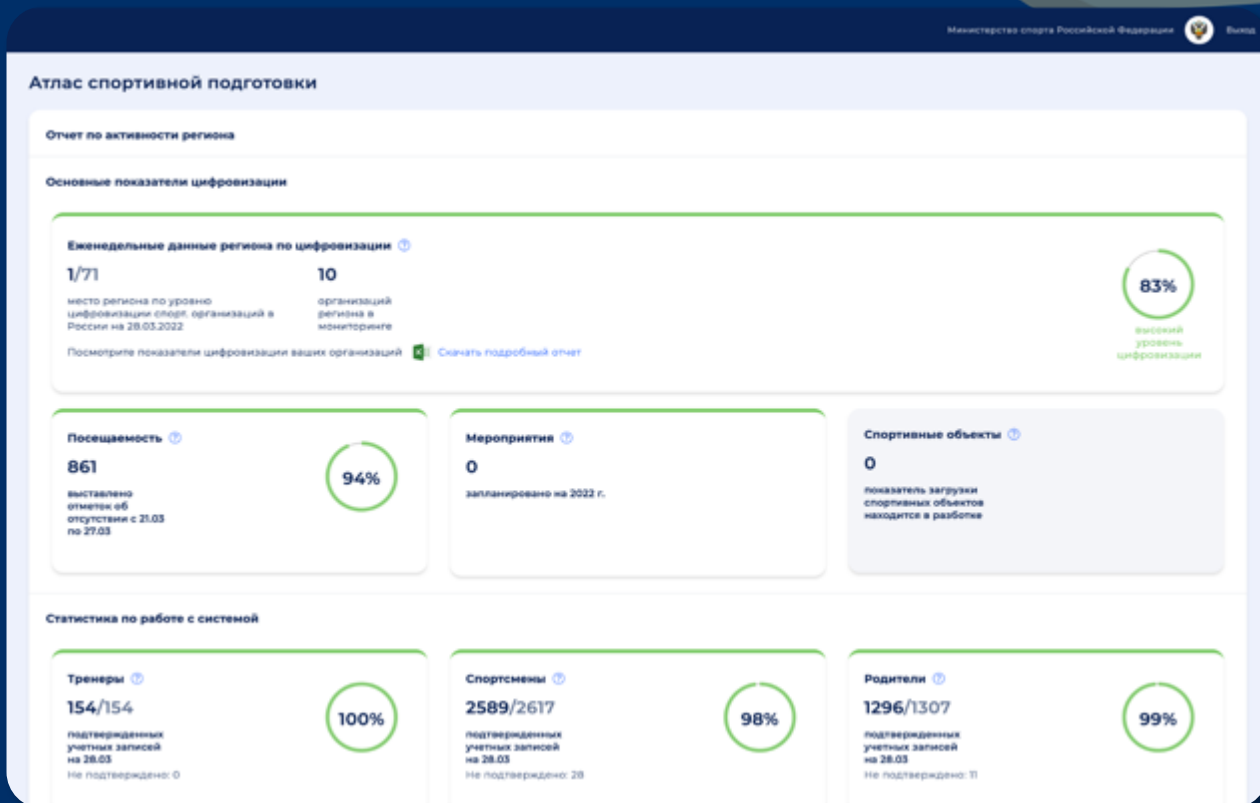 Министерство спорта Российской Федерации
Выход
Атлас спортивной подготовки
Отчет по активности региона
Основные показатели цифровизации
Еженедельные данные региона по цифровизации ?
1/71
место региона по уровню
цифровизации спорт. организаций в
России на 28.03.2022
10
организаций
региона в
мониторинге
83%
высокий
уровень
цифровизации
Посмотрите показатели цифровизации ваших организаций
Скачать подробный отчет
Посещаемость ?
861
выставлено
отметок об
отсутствии с 21.03
по 27.03
94%
Мероприятия ?
0
запланировано на 2022 г.
Спортивные объекты ?
0
показатель загрузки
спортивных объектов
находится в разботке
Статистика по работе с системой
Тренеры ?
154/154
подтвержденных
учетных записей
на 28.03
Не подтверждено: 0
100%
Спортсмены ?
2589/2617
подтвержденных
учетных записей
на 28.03
Не подтверждено: 28
98%
Родители ?
1296/1307
подтвержденных
учетных записей
на 28.03
Не подтверждено: 11
99%